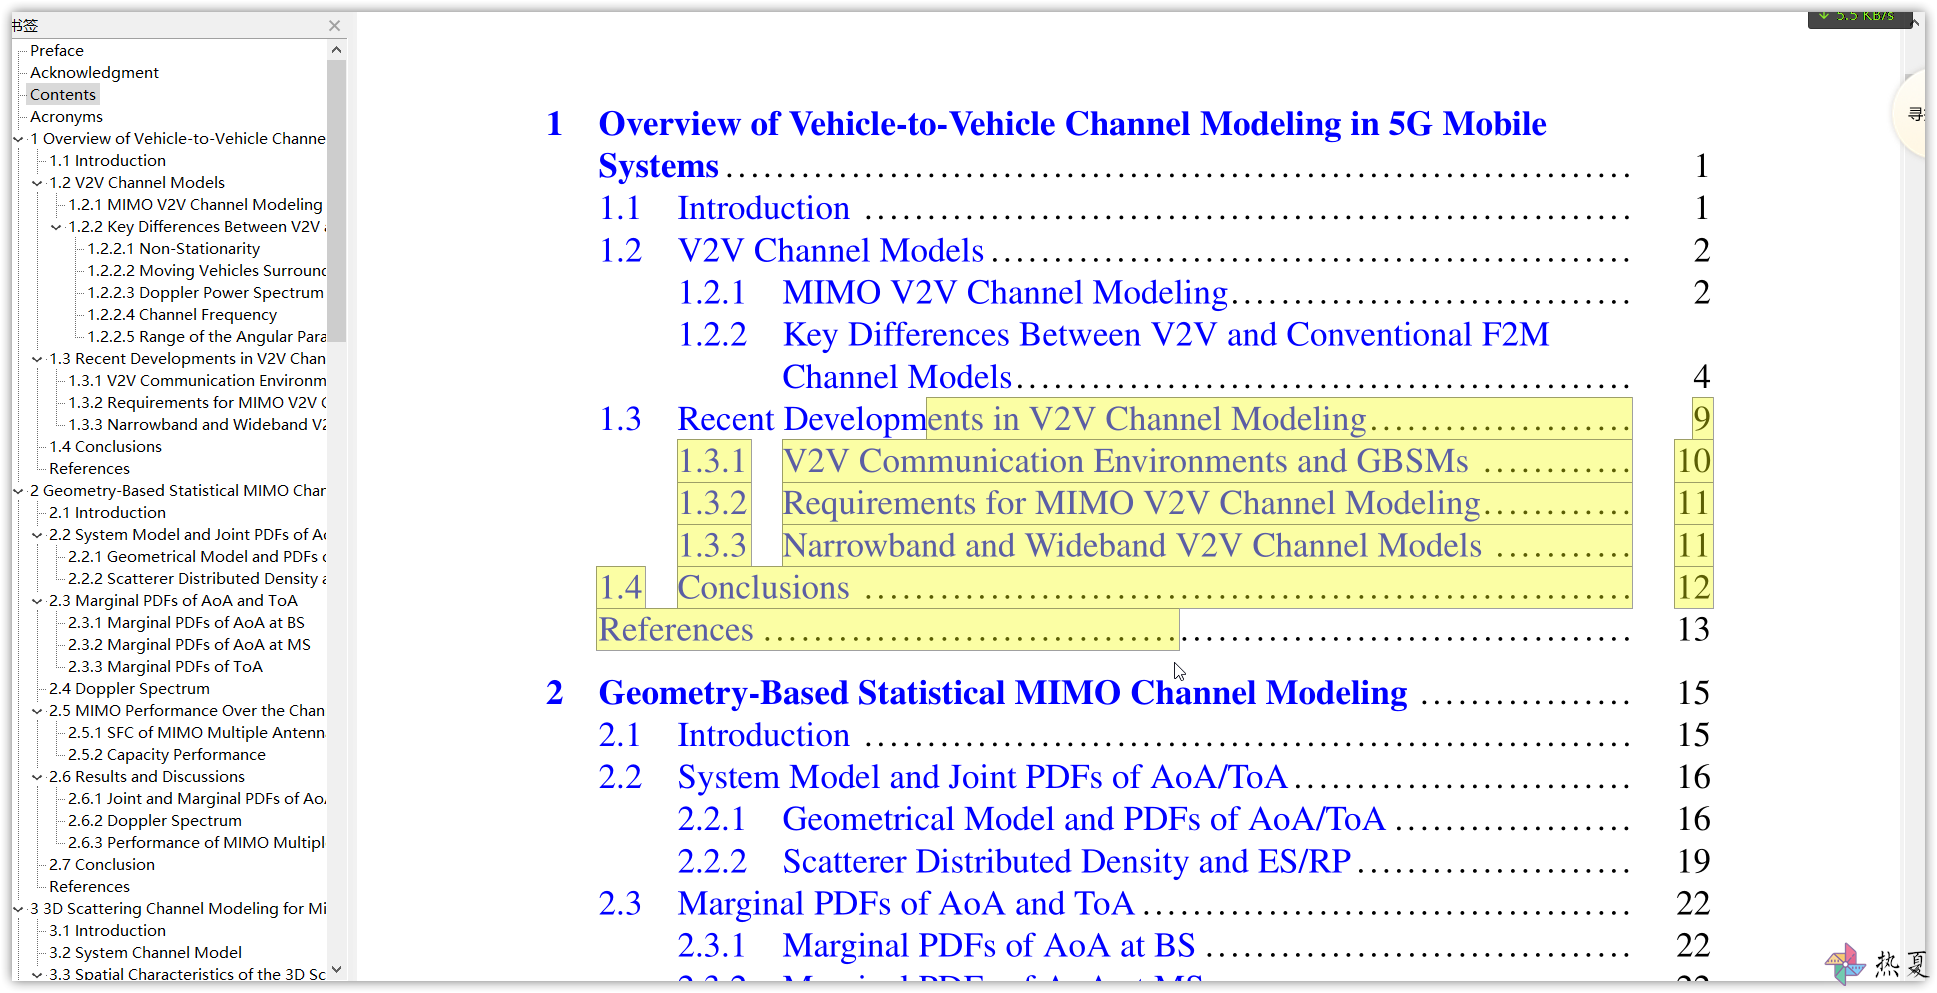 书签
Preface
Acknowledgment
Contents
Acronyms
1 Overview of Vehicle-to-Vehicle Channe
1.1 Introduction
1.2 V2V Channel Models
1.2.1 MIMO V2V Channel Modeling
1.2.2 Key Differences Between V2V
1.2.2.1 Non-Stationarity
1.2.2.2 Moving Vehicles Surround
1.2.2.3 Doppler Power Spectrum
1.2.2.4 Channel Frequency
1.2.2.5 Range of the Angular Para
1.3 Recent Developments in V2V Chan
1.3.1 V2V Communication Environm
1.3.2 Requirements for MIMO V2V C
1.3.3 Narrowband and Wideband V2
1.4 Conclusions
References
2 Geometry-Based Statistical MIMO Char
2.1 Introduction
2.2 System Model and Joint PDFs of Ao
2.2.1 Geometrical Model and PDFs o
2.2.2 Scatterer Distributed Density a
2.3 Marginal PDFs of AoA and ToA
2.3.1 Marginal PDFs of AoA at BS
2.3.2 Marginal PDFs of AoA at MS
2.3.3 Marginal PDFs of ToA
2.4 Doppler Spectrum
2.5 MIMO Performance Over the Chan
2.5.1 SFC of MIMO Multiple Antenn
2.5.2 Capacity Performance
2.6 Results and Discussions
2.6.1 Joint and Marginal PDFs of Ao
2.6.2 Doppler Spectrum
2.6.3 Performance of MIMO Multipl
2.7 Conclusion
References
3 3D Scattering Channel Modeling for Mi
3.1 Introduction
3.2 System Channel Model
3.3 Spatial Characteristics of the 3D Sc
5.5 KB/s
1 Overview of Vehicle-to-Vehicle Channel Modeling in 5G Mobile
Systems ........ 1
1.1 Introduction ........ 1
1.2 V2V Channel Models ........ 2
1.2.1 MIMO V2V Channel Modeling ........ 2
1.2.2 Key Differences Between V2V and Conventional F2M
Channel Models ........ 4
1.3 Recent Developments in V2V Channel Modeling ........ 9
1.3.1 V2V Communication Environments and GBSMs ........ 10
1.3.2 Requirements for MIMO V2V Channel Modeling ........ 11
1.3.3 Narrowband and Wideband V2V Channel Models ........ 11
1.4 Conclusions ........ 12
References ........ 13
2 Geometry-Based Statistical MIMO Channel Modeling ........ 15
2.1 Introduction ........ 15
2.2 System Model and Joint PDFs of AoA/ToA ........ 16
2.2.1 Geometrical Model and PDFs of AoA/ToA ........ 16
2.2.2 Scatterer Distributed Density and ES/RP ........ 19
2.3 Marginal PDFs of AoA and ToA ........ 22
2.3.1 Marginal PDFs of AoA at BS ........ 22
2.3.2 Marginal PDFs of AoA at MS
寻
热夏